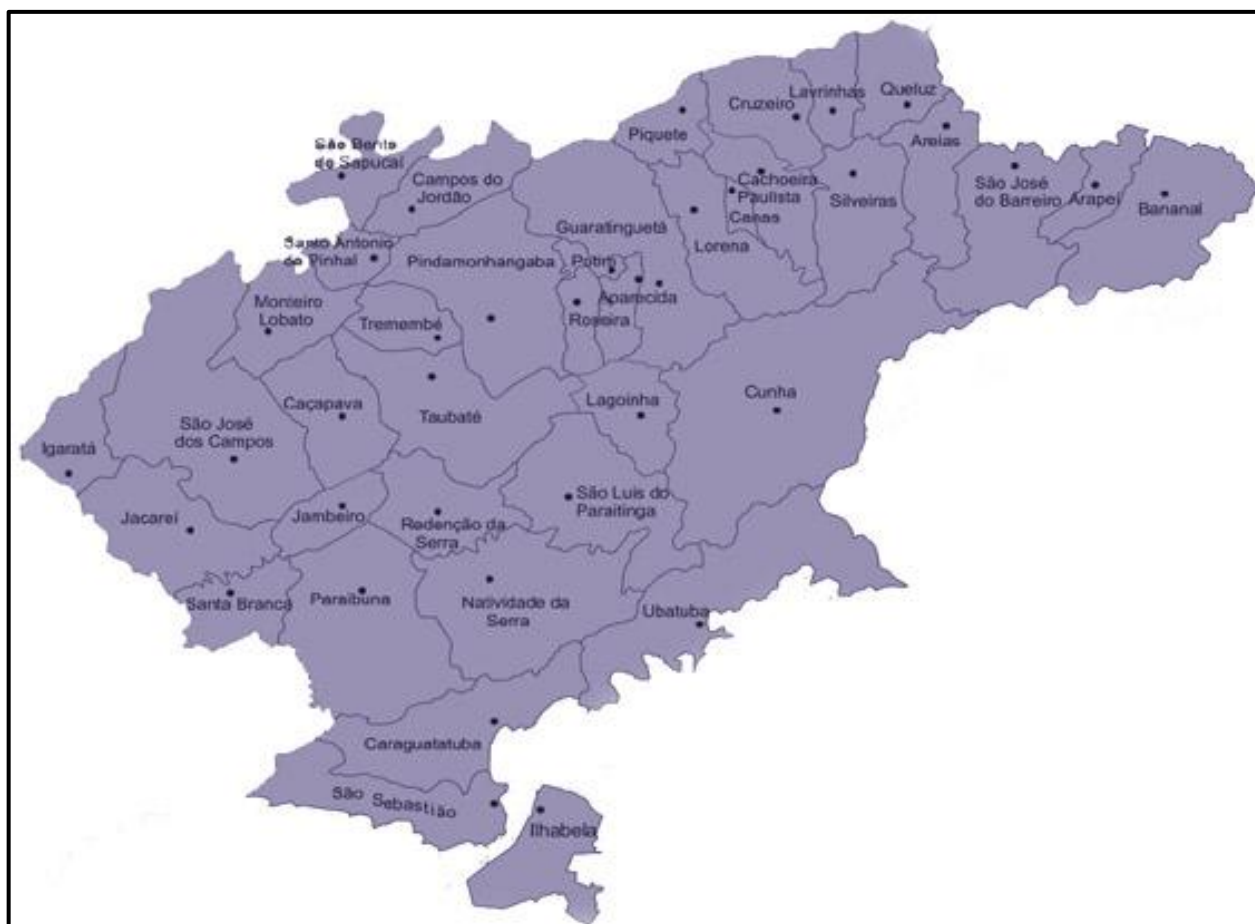 Lavrinhas
Queluz
Cruzeiro
Piquete
Areias
São Bento
do Sapucaí
Campos do
Jordão
Cachoeira
Paulista
Canas
Silveiras
São José
do Barreiro
Arapeí
Bananal
Guaratinguetá
Lorena
Santo Antonio
do Pinhal
Pindamonhangaba
Potim
Aparecida
Roseira
Monteiro
Lobato
Tremembé
Caçapava
Taubaté
Lagoinha
Cunha
São José
dos Campos
Igaratá
São Luis do
Paraitinga
Jacareí
Jambeiro
Redenção da
Serra
Santa Branca
Paraibuna
Natividade da
Serra
Ubatuba
Caraguatatuba
São Sebastião
Ilhabela